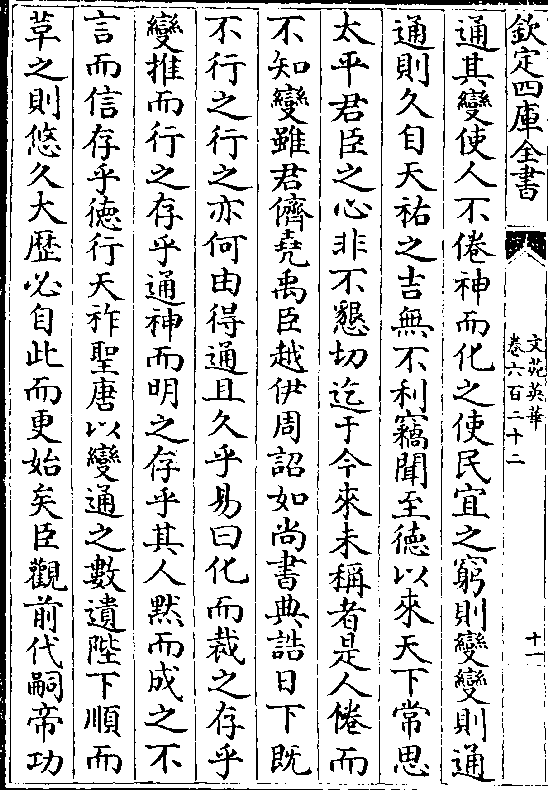 欽定四庫全書
文苑英華
卷六百二十二
十一
通其變使人不倦神而化之使民宜之窮則變變則通
通則久自天祐之吉無不利竊聞至徳以來天下常思
太平君臣之心非不懇切迄于今來未稱者是人倦而
不知變雖君儕堯禹臣越伊周詔如尚書典誥日下既
不行之行之亦何由得通且久乎易曰化而裁之存乎
變推而行之存乎通神而明之存乎其人黙而成之不
言而信存乎徳行天祚聖唐以變通之數遺陛下順而
草之則悠久大歴必自此而更始矣臣觀前代嗣帝功